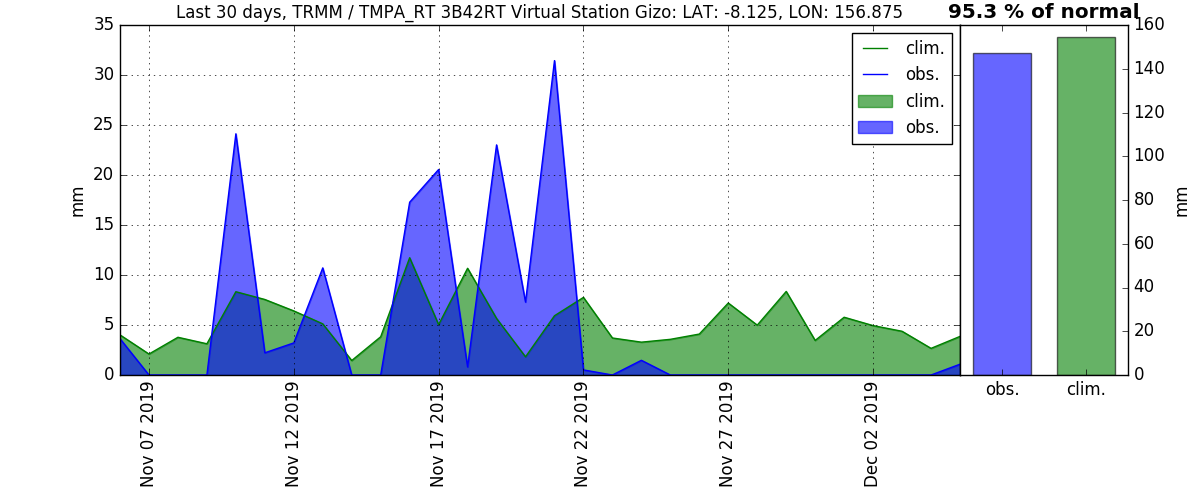 Last 30 days, TRMM / TMPA_RT 3B42RT Virtual Station Gizo: LAT: -8.125, LON: 156.875
95.3 % of normal
35
30
25
20
15
10
5
0
mm
clim.
obs.
clim.
obs.
Nov 07 2019
Nov 12 2019
Nov 17 2019
Nov 22 2019
Nov 27 2019
Dec 02 2019
160
140
120
100
80
60
40
20
0
mm
obs.
clim.